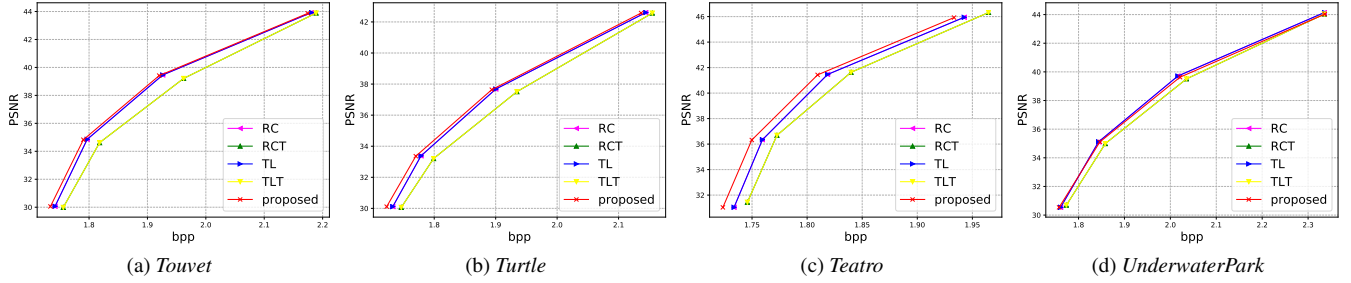 PSNR
44
42
40
38
36
34
32
30
1.8
1.9
2.0
2.1
2.2
bpp
RC
RCT
TL
TLT
proposed
(a) Touvet
PSNR
42
40
38
36
34
32
30
1.8
1.9
2.0
2.1
bpp
RC
RCT
TL
TLT
proposed
(b) Turtle
PSNR
46
44
42
40
38
36
34
32
1.75
1.80
1.85
1.90
1.95
bpp
RC
RCT
TL
TLT
proposed
(c) Teatro
PSNR
44
42
40
38
36
34
32
30
1.8
1.9
2.0
2.1
2.2
2.3
bpp
RC
RCT
TL
TLT
proposed
(d) UnderwaterPark